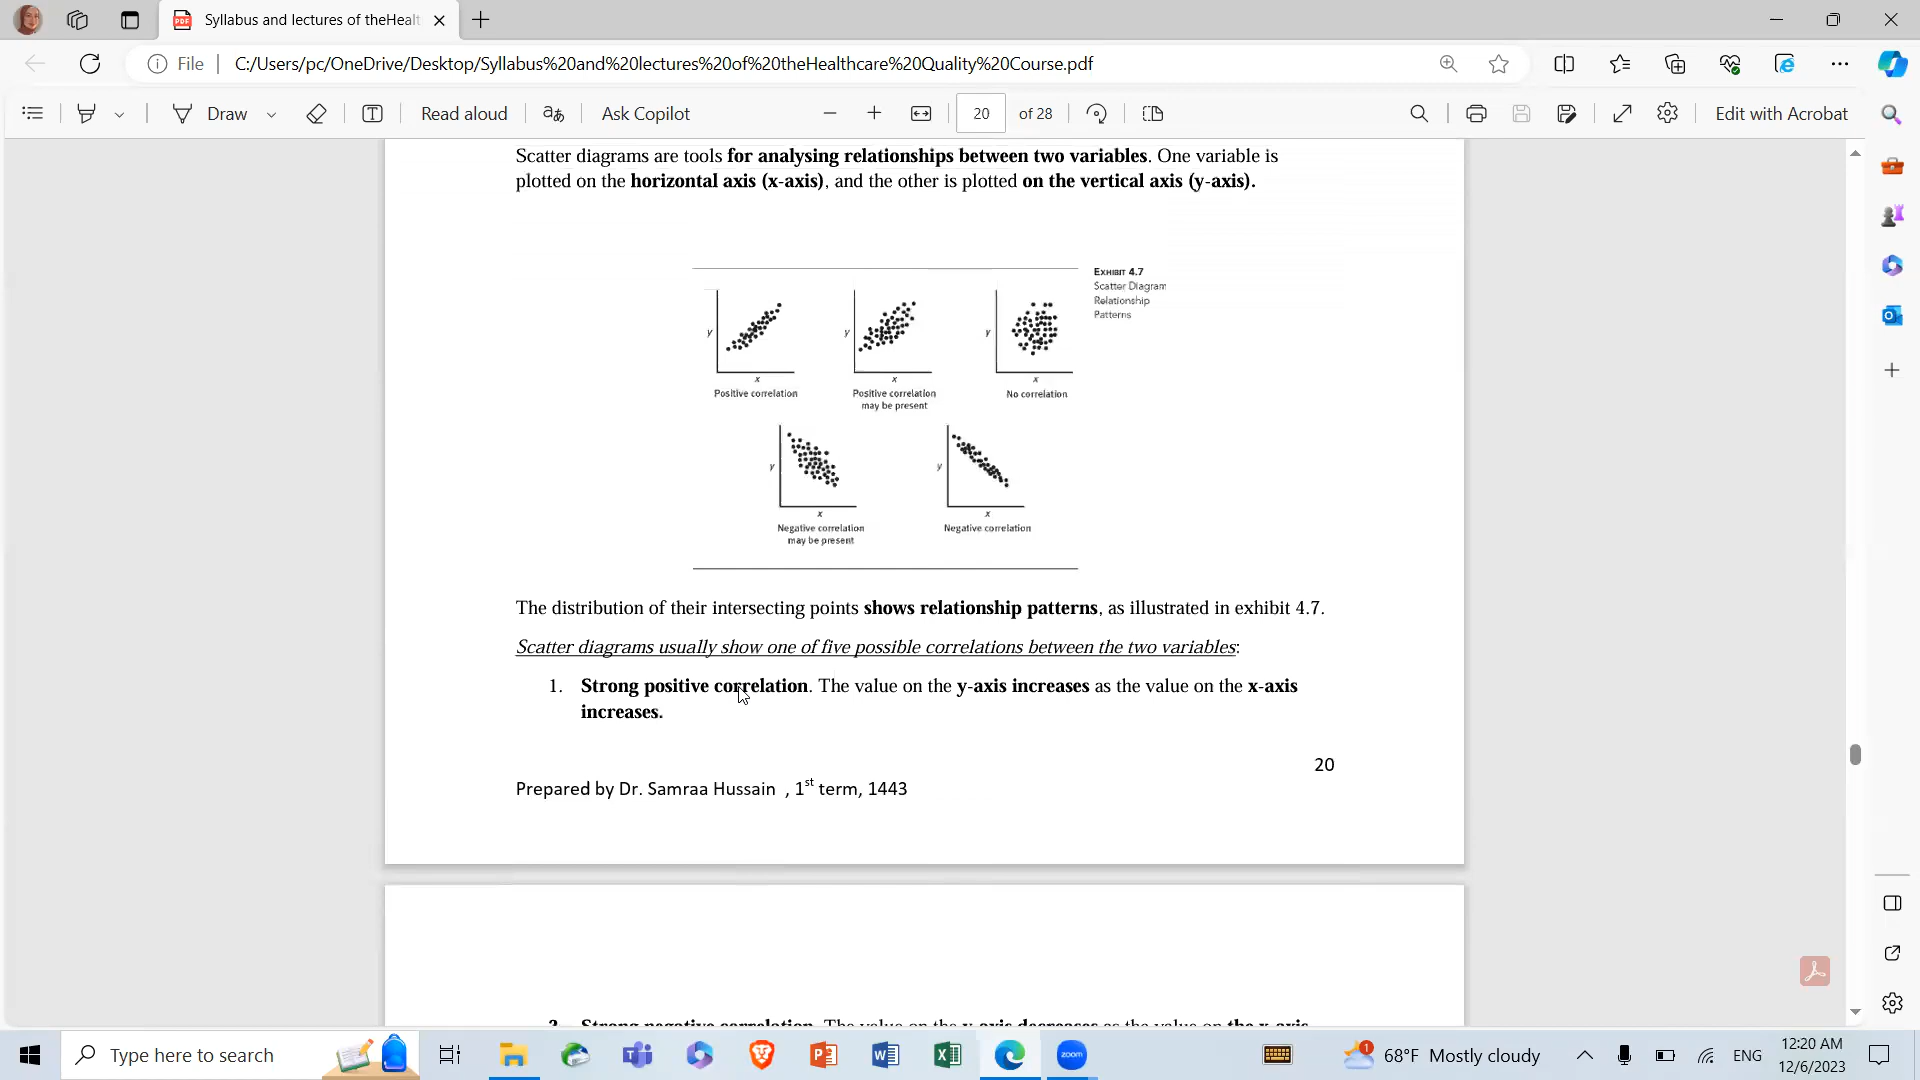 Syllabus and lectures of theHealt
File
C:/Users/pc/OneDrive/Desktop/Syllabus%20and%20lectures%20of%20theHealthcare%20Quality%20Course.pdf
Draw
Read aloud
Ask Copilot
20 of 28
Edit with Acrobat
Scatter diagrams are tools for analysing relationships between two variables. One variable is
plotted on the horizontal axis (x-axis), and the other is plotted on the vertical axis (y-axis).
EXHIBIT 4.7
Scatter Diagram
Relationship
Patterns
y
x
Positive correlation
y
x
Positive correlation
may be present
y
x
No correlation
y
x
Negative correlation
may be present
y
x
Negative correlation
The distribution of their intersecting points shows relationship patterns, as illustrated in exhibit 4.7.
Scatter diagrams usually show one of five possible correlations between the two variables:
1. Strong positive correlation. The value on the y-axis increases as the value on the x-axis
increases.
20
Prepared by Dr. Samraa Hussain , 1st term, 1443
Strong negative correlation. The value on the y-axis decreases as the value on the x-axis
Type here to search
zoom
1
68°F Mostly cloudy
ENG
12:20 AM
12/6/2023